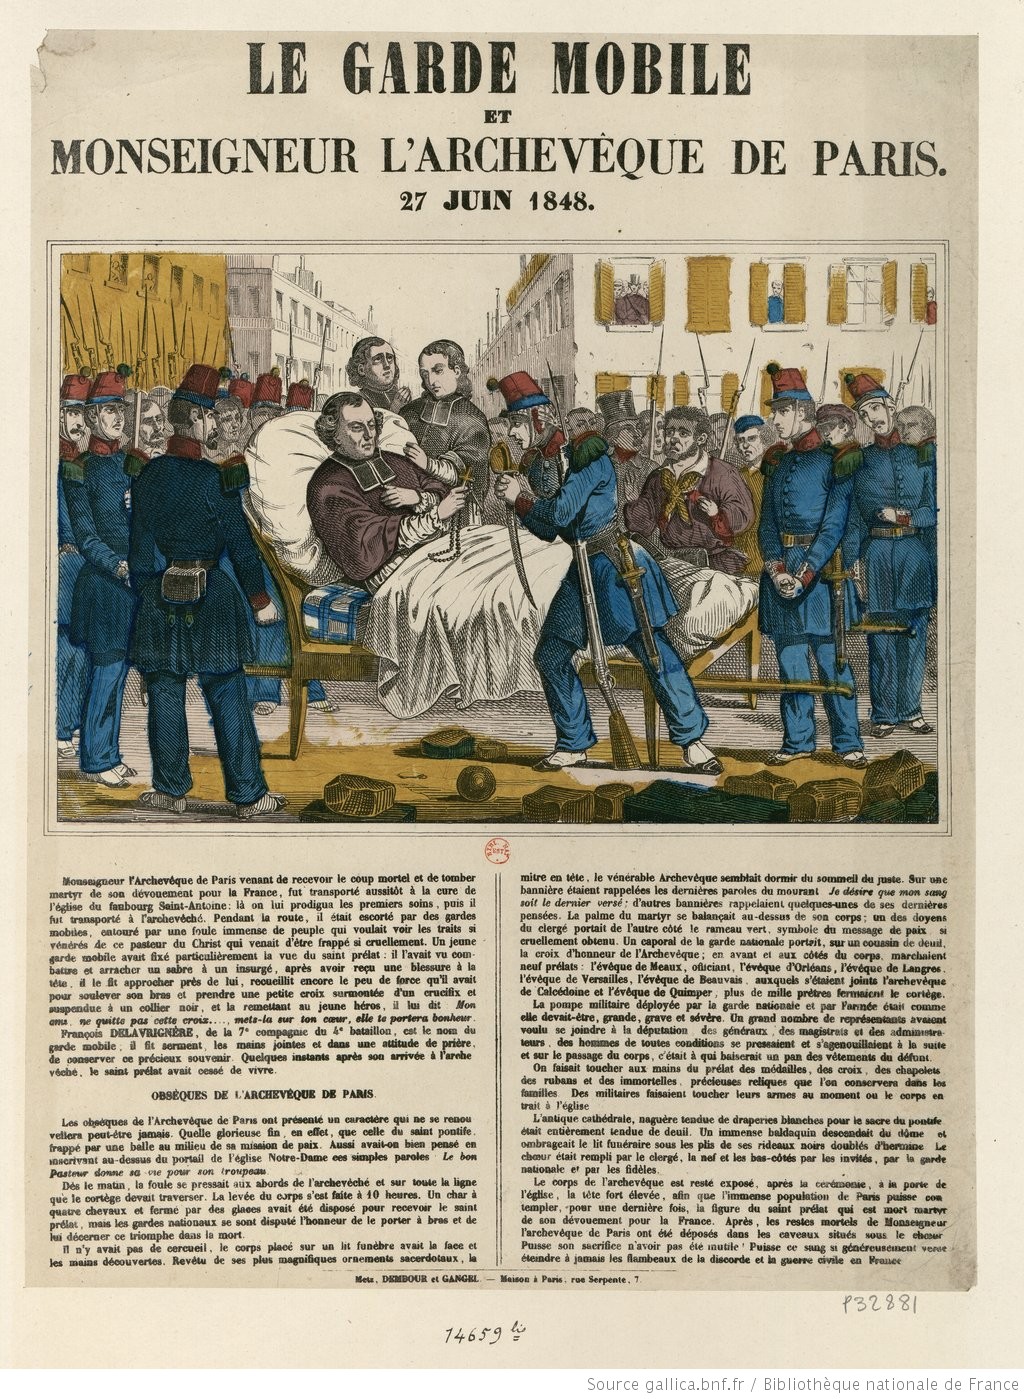 LE GARDE MOBILE
ET
MONSEIGNEUR L'ARCHEVÊQUE DE PARIS.
27 JUIN 1848.
Monseigneur l'Archevêque de Paris venant de recevoir le coup mortel et de tomber
martyr de son dévouement pour la France, fut transporté aussitôt à la cure de
l'église du faubourg Saint-Antoine: là on lui prodigua les premiers soins, puis il
fut transporté à l'archevêché. Pendant la route, il était escorté par des gardes
mobiles, entouré par une foule immense de peuple qui voulait voir les traits si
vénérés de ce pasteur du Christ qui venait d'être frappé si cruellement. Un jeune
garde mobile avait fixé particulièrement la vue du saint prélat: il l'avait vu com-
battre et arracher un sabre à un insurgé, après avoir reçu une blessure à la
tête, il le fit approcher près de lui, recueillit encore le peu de force qu'il avait
pour soulever son bras et prendre une petite croix surmontée d'un crucifix et
suspendue à un collier noir, et la remettant au jeune héros, il lui dit Mon
ami, ne quitte pas cette croix...., mets-la sur ton cœur, elle te portera bonheur.
François DELAVRIGNÈRE, de la 7e compagnie du 4e bataillon, est le nom du
garde mobile, il fit serment, les mains jointes et dans une attitude de prière,
de conserver ce précieux souvenir. Quelques instants après son arrivée à l'arche
vêché, le saint prélat avait cessé de vivre.
OBSÈQUES DE L'ARCHEVÊQUE DE PARIS
Les obsèques de l'Archevêque de Paris ont présenté un caractère qui ne se renou
vellera peut-être jamais. Quelle glorieuse fin, en effet, que celle du saint pontife.
frappé par une balle au milieu de sa mission de paix. Aussi avait-on bien pensé en
inscrivant au-dessus du portail de l'église Notre-Dame ces simples paroles Le bon
Pasteur donne sa vie pour son troupeau.
Dès le matin, la foule se pressait aux abords de l'archevêché et sur toute la ligne
que le cortège devait traverser. La levée du corps s'est faite à 10 heures. Un char à
quatre chevaux et fermé par des glaces avait été disposé pour recevoir le saint
prélat, mais les gardes nationaux se sont disputé l'honneur de le porter à bras et de
lui décerner ce triomphe dans la mort.
Il n'y avait pas de cercueil, le corps placé sur un lit funèbre avait la face et
les mains découvertes. Revêtu de ses plus magnifiques ornements sacerdotaux, la
mitre en tête, le vénérable Archevêque semblait dormir du sommeil du juste. Sur une
bannière étaient rappelées les dernières paroles du mourant Je désire que mon sang
soit le dernier versé; d'autres bannières rappelaient quelques-unes de ses dernières
pensées. La palme du martyr se balançait au-dessus de son corps; un des doyens
du clergé portait de l'autre côté le rameau vert, symbole du message de paix si
cruellement obtenu. Un caporal de la garde nationale portait, sur un coussin de deuil,
la croix d'honneur de l'Archevêque; en avant et aux côtés du corps, marchaient
neuf prélats: l'évêque de Meaux, officiant, l'évêque d'Orléans, l'évêque de Langres,
l'évêque de Versailles, l'évêque de Beauvais, auxquels s'étaient joints l'archevêque
de Calcédoine et l'évêque de Quimper, plus de mille prêtres fermaient le cortège.
La pompe militaire déployée par la garde nationale et par l'armée était comme
elle devait-être, grande, grave et sévère. Un grand nombre de représentants avaient
voulu se joindre à la députation des généraux, des magistrats et des administra-
teurs, des hommes de toutes conditions se pressaient et s'agenouillaient à la suite
et sur le passage du corps, c'était à qui baiserait un pan des vêtements du défunt.
On faisait toucher aux mains du prélat des médailles, des croix, des chapelets
des rubans et des immortelles, précieuses reliques que l'on conservera dans les
familles. Des militaires faisaient toucher leurs armes au moment ou le corps en
trait à l'église
L'antique cathédrale, naguère tendue de draperies blanches pour le sacre du pontife
était entièrement tendue de deuil. Un immense baldaquin descendait du dôme et
ombrageait le lit funéraire sous les plis de ses rideaux noirs doublés d'hermine. Le
chœur était rempli par le clergé, la nef et les bas-côtés par les invités, par la garde
nationale et par les fidèles.
Le corps de l'archevêque est resté exposé, après la cérémonie, à la porte de
l'église, la tête fort élevée, afin que l'immense population de Paris puisse con
templer, pour une dernière fois, la figure du saint prélat qui est mort martyr
de son dévouement pour la France. Après, les restes mortels de Monseigneur
l'archevêque de Paris ont été déposés dans les caveaux situés sous le chœur
Puisse son sacrifice n'avoir pas été inutile! Puisse ce sang si généreusement verse
éteindre à jamais les flambeaux de la discorde et la guerre civile en France
Metz, DEMBOUR et GANGEL. — Maison à Paris, rue Serpente, 7.
P32881
14659 lis
Source gallica.bnf.fr / Bibliothèque nationale de France